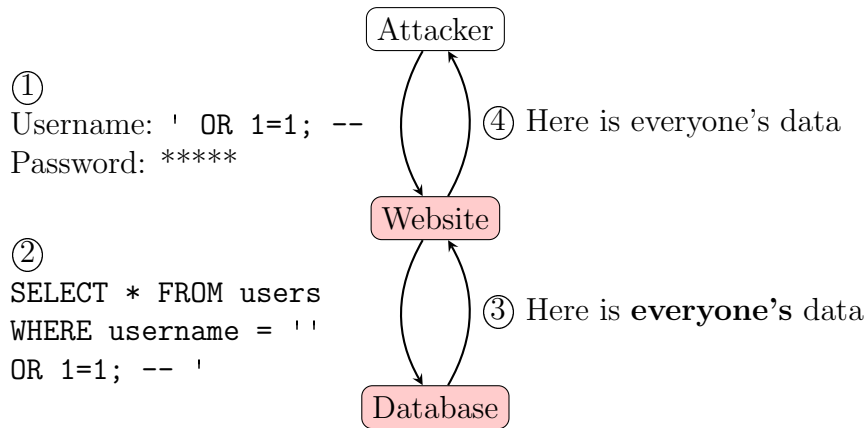 Attacker
①
Username: ' OR 1=1; --
Password: *****
④ Here is everyone's data
Website
②
SELECT * FROM users
WHERE username = ''
OR 1=1; -- '
③ Here is everyone's data
Database